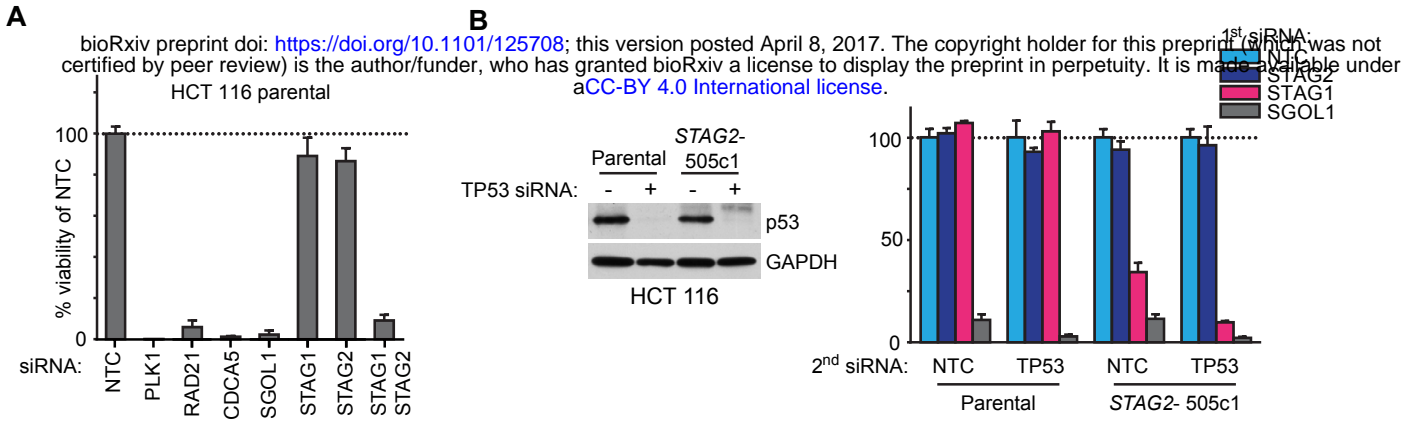 A
B
bioRxiv preprint doi: https://doi.org/10.1101/125708; this version posted April 8, 2017. The copyright holder for this preprint (which was not
certified by peer review) is the author/funder, who has granted bioRxiv a license to display the preprint in perpetuity. It is made available under
aCC-BY 4.0 International license.
HCT 116 parental
% viability of NTC
100
0
siRNA:
NTC
PLK1
RAD21
CDCA5
SGOL1
STAG1
STAG2
STAG1
STAG2
Parental
STAG2-
505c1
TP53 siRNA:
- + - +
p53
GAPDH
HCT 116
1st siRNA:
NTC
STAG2
STAG1
SGOL1
100
50
0
2nd siRNA:
NTC TP53 NTC TP53
Parental STAG2- 505c1